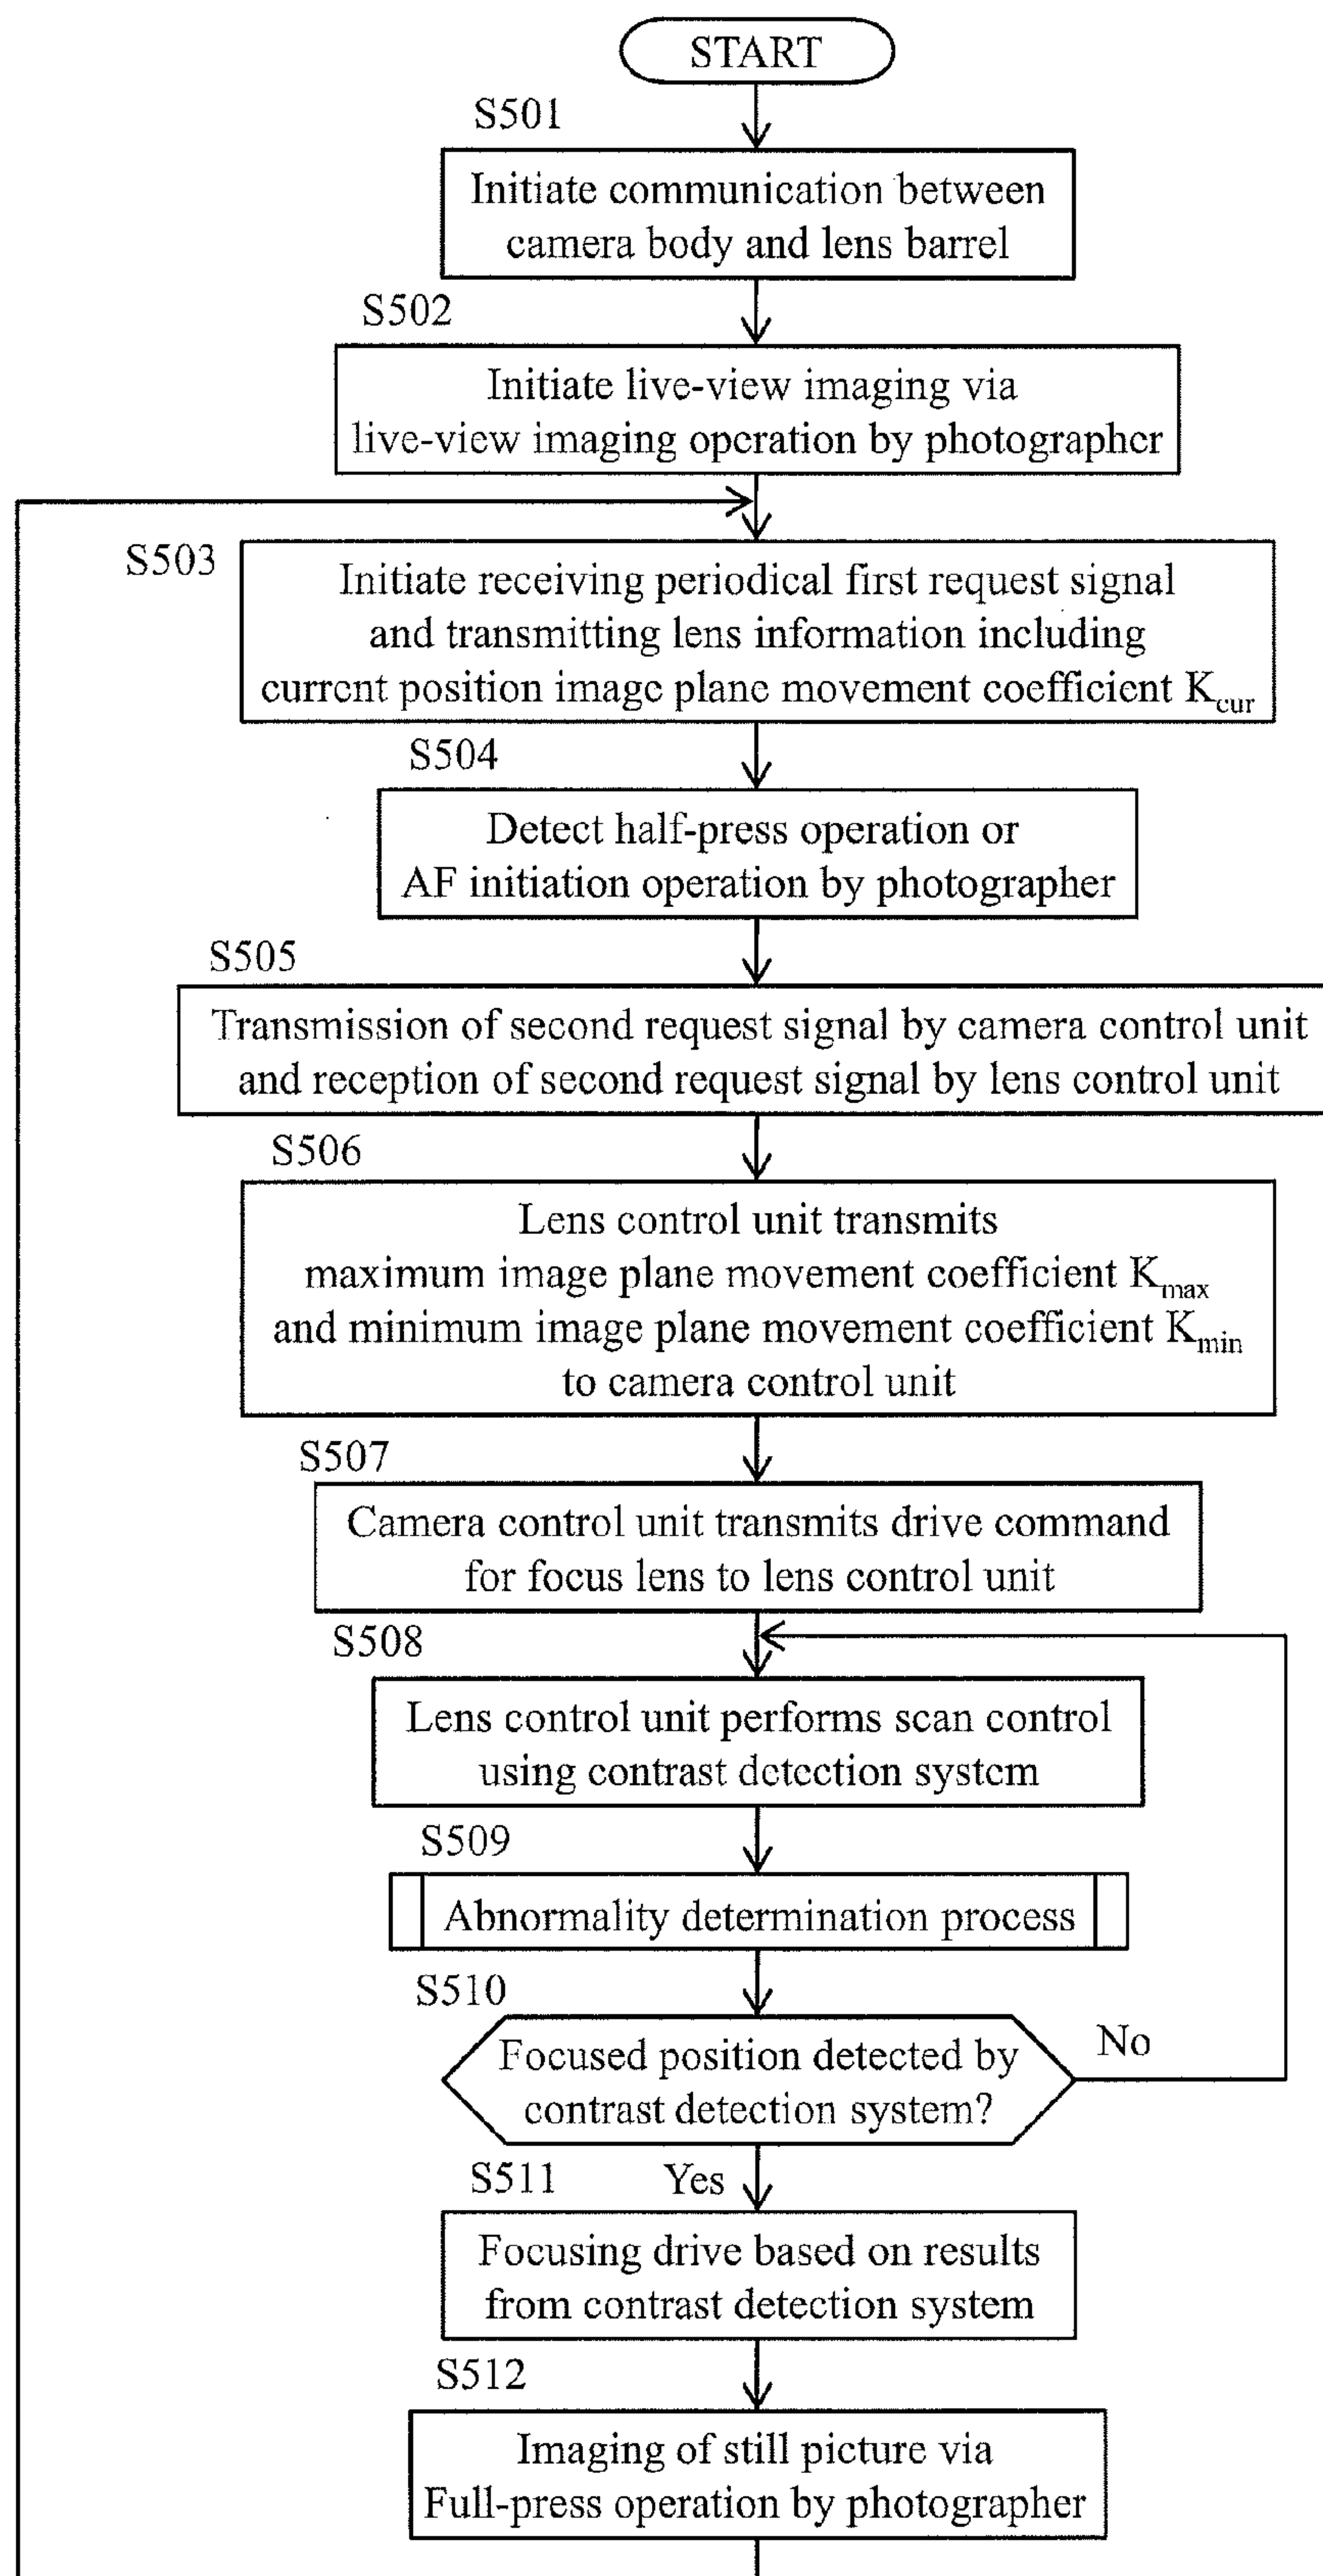 START
S501
Initiate communication between
camera body and lens barrel
S502
Initiate live-view imaging via
live-view imaging operation by photographer
S503
Initiate receiving periodical first request signal
and transmitting lens information including
current position image plane movement coefficient Kcur
S504
Detect half-press operation or
AF initiation operation by photographer
S505
Transmission of second request signal by camera control unit
and reception of second request signal by lens control unit
S506
Lens control unit transmits
maximum image plane movement coefficient Kmax
and minimum image plane movement coefficient Kmin
to camera control unit
S507
Camera control unit transmits drive command
for focus lens to lens control unit
S508
Lens control unit performs scan control
using contrast detection system
S509
Abnormality determination process
S510
Focused position detected by
contrast detection system?
No
S511
Yes
Focusing drive based on results
from contrast detection system
S512
Imaging of still picture via
Full-press operation by photographer